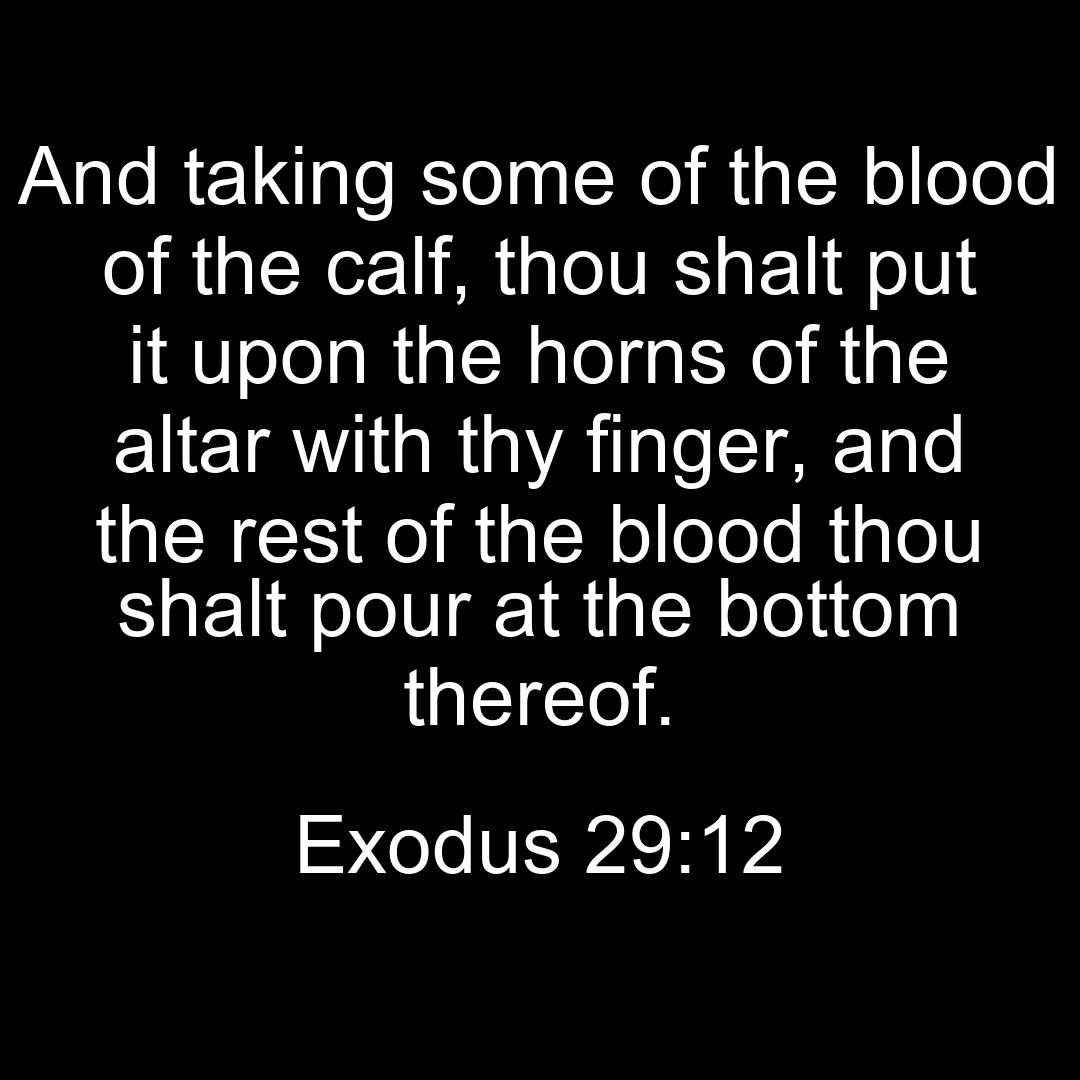 And taking some of the blood
of the calf, thou shalt put
it upon the horns of the
altar with thy finger, and
the rest of the blood thou
shalt pour at the bottom
thereof.
Exodus 29:12